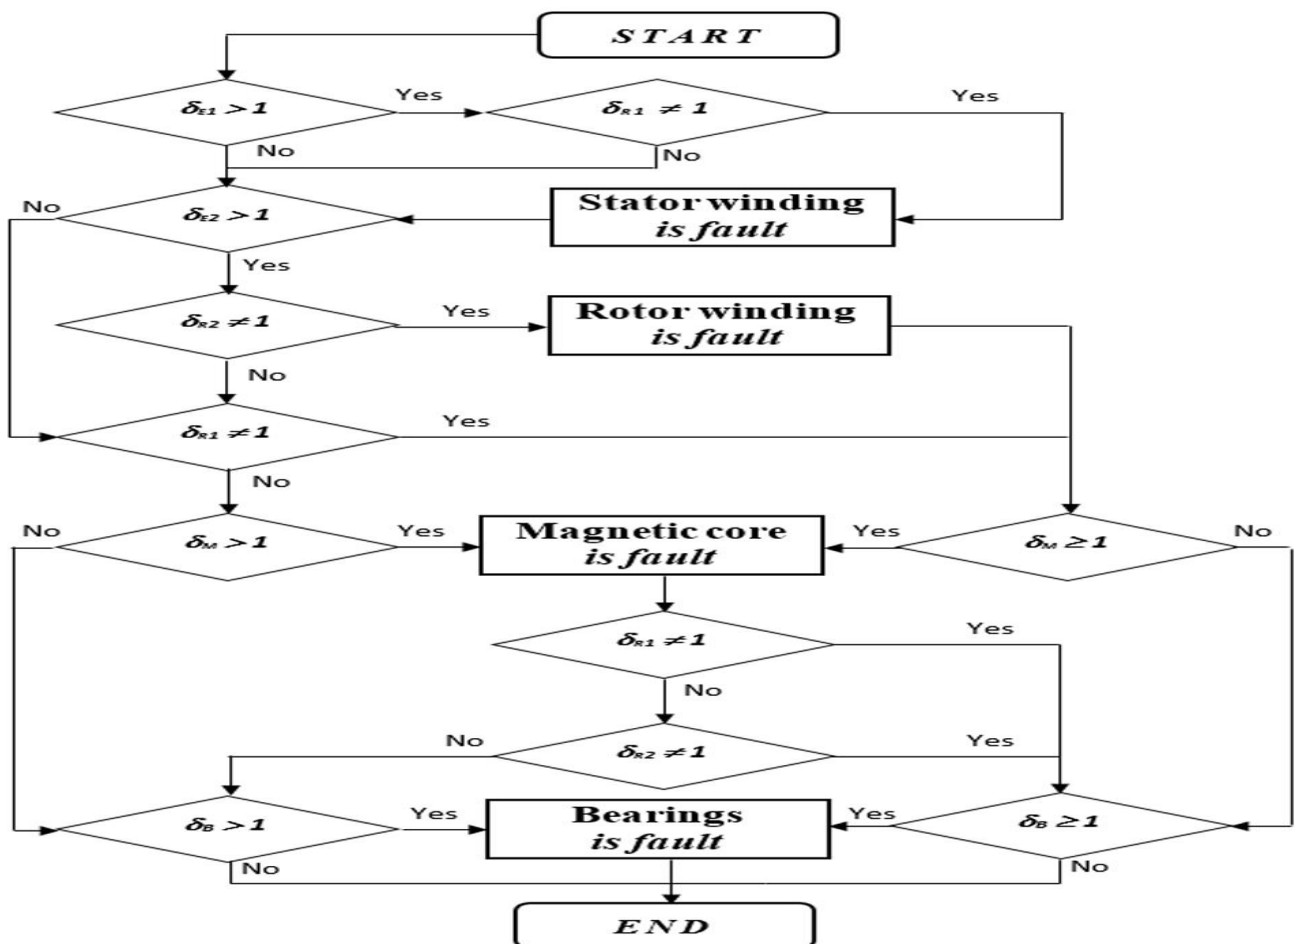 START
δE1 > 1
Yes
δR1 ≠ 1
Yes
No
No
No
δE2 > 1
Stator winding
is fault
Yes
δR2 ≠ 1
Yes
Rotor winding
is fault
No
δR1 ≠ 1
Yes
No
No
δM > 1
Yes
Magnetic core
is fault
Yes
δM ≥ 1
No
δR1 ≠ 1
Yes
No
No
δR2 ≠ 1
Yes
δB > 1
Yes
Bearings
is fault
Yes
δB ≥ 1
No
No
END